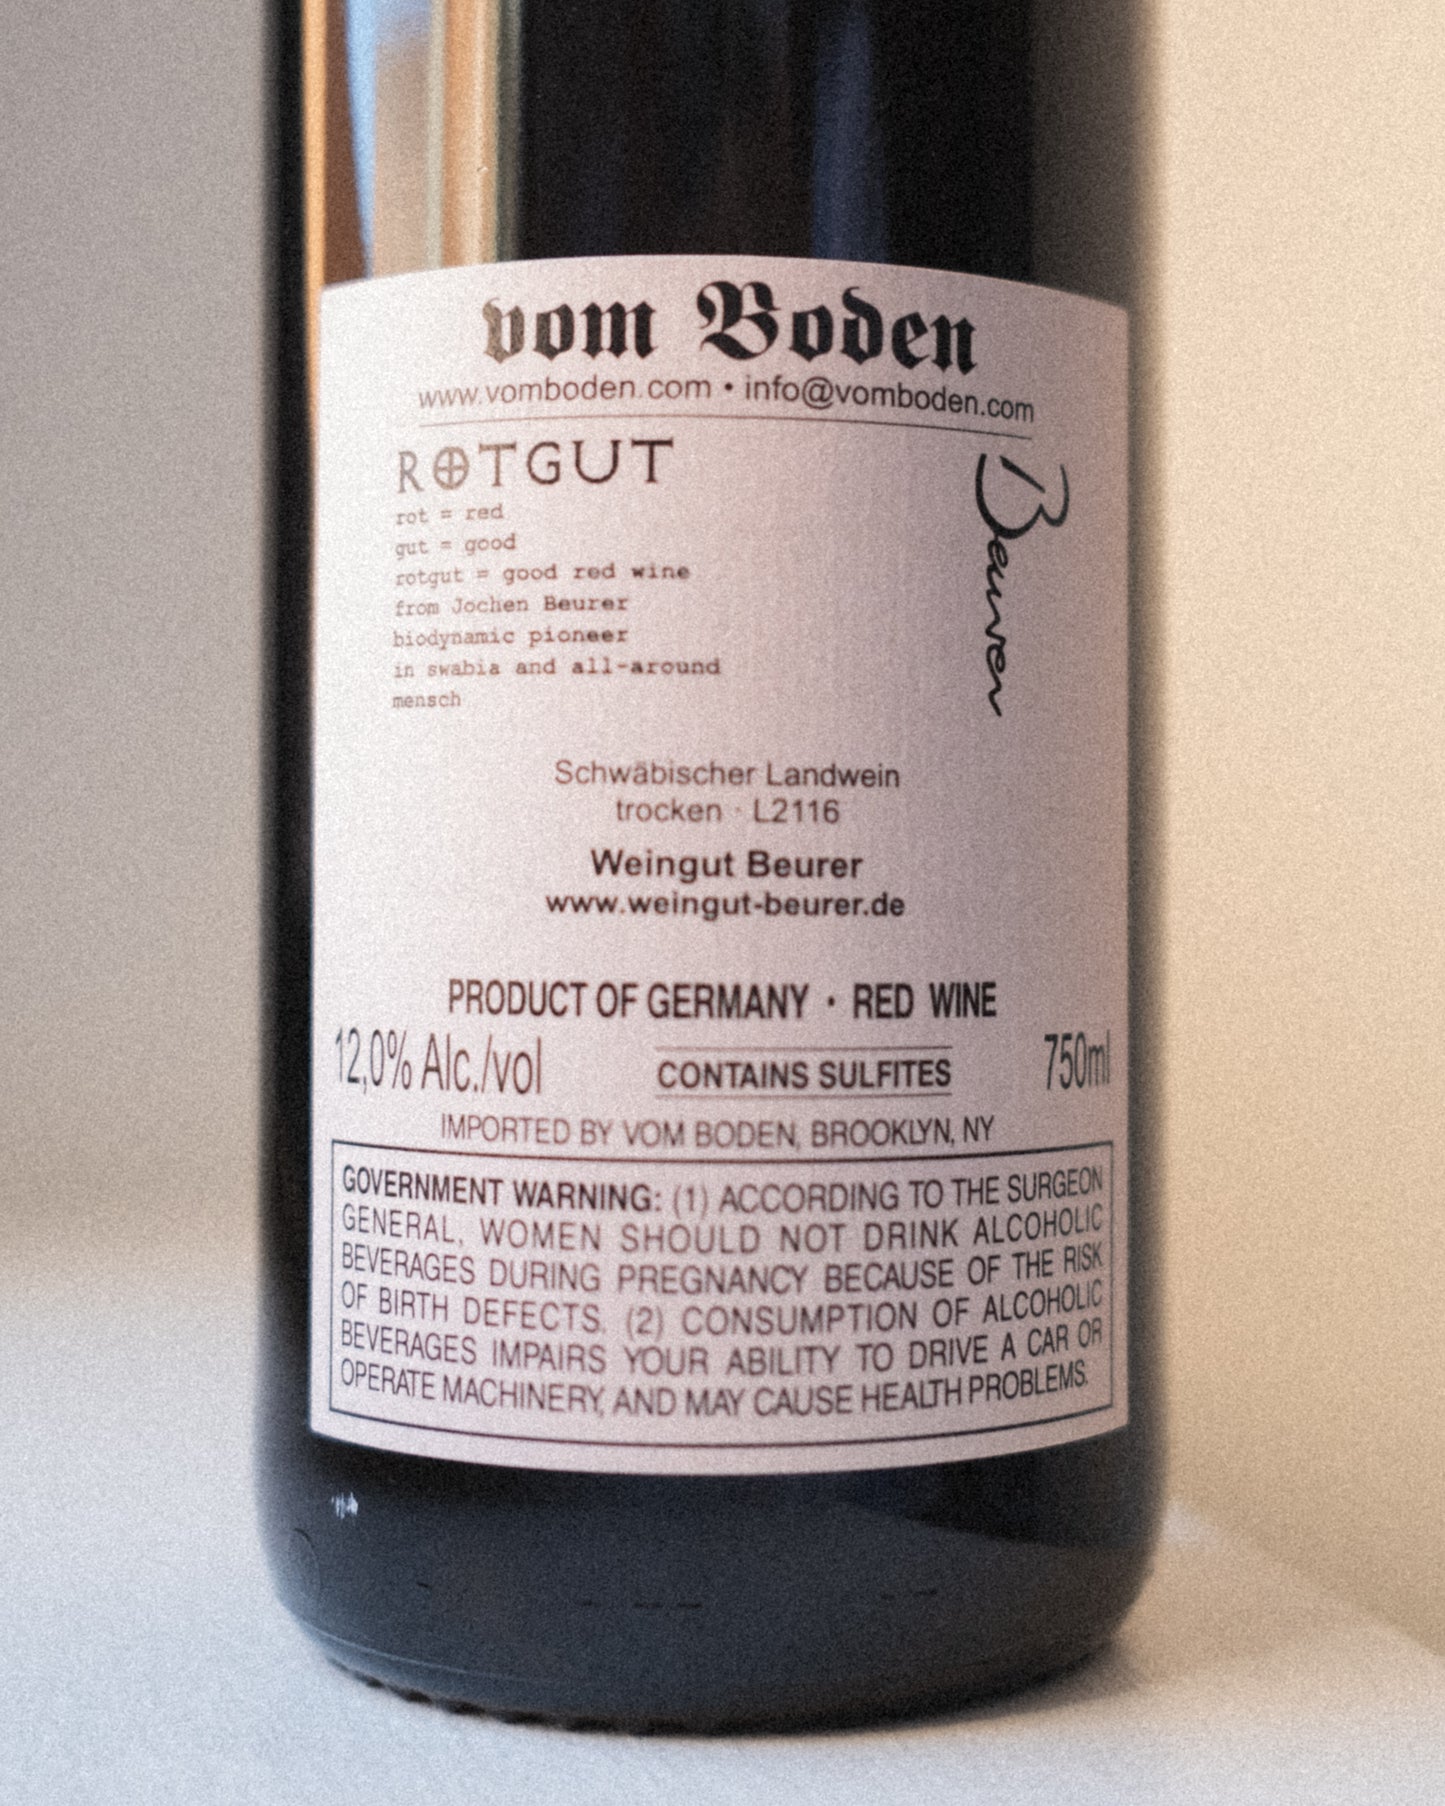 vom Boden
www.vomboden.com • info@vomboden.com
ROTGUT
rot = red
gut = good
rotgut = good red wine
from Jochen Beurer
biodynamic pioneer
in swabia and all-around
mensch
Beurer
Schwäbischer Landwein
trocken · L2116
Weingut Beurer
www.weingut-beurer.de
PRODUCT OF GERMANY · RED WINE
12,0% Alc./vol CONTAINS SULFITES 750ml
IMPORTED BY VOM BODEN, BROOKLYN, NY
GOVERNMENT WARNING: (1) ACCORDING TO THE SURGEON
GENERAL, WOMEN SHOULD NOT DRINK ALCOHOLIC
BEVERAGES DURING PREGNANCY BECAUSE OF THE RISK
OF BIRTH DEFECTS. (2) CONSUMPTION OF ALCOHOLIC
BEVERAGES IMPAIRS YOUR ABILITY TO DRIVE A CAR OR
OPERATE MACHINERY, AND MAY CAUSE HEALTH PROBLEMS.